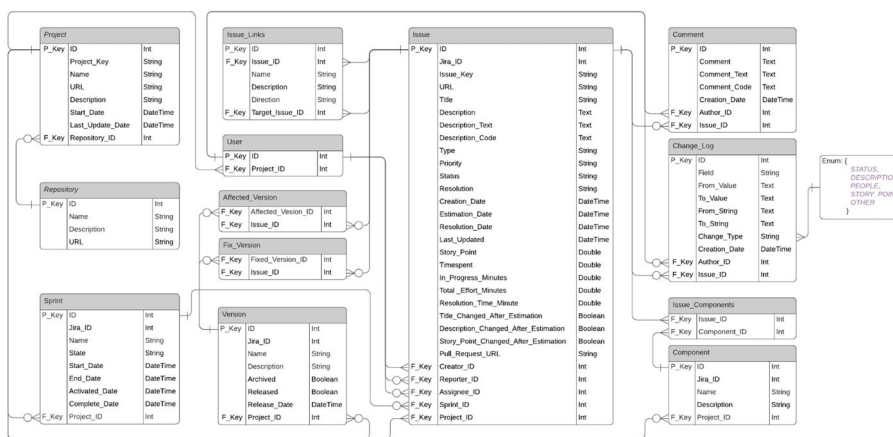 Project
P_Key ID Int
Project_Key String
Name String
URL String
Description String
Start_Date DateTime
Last_Update_Date DateTime
F_Key Repository_ID Int
Repository
P_Key ID Int
Name String
Description String
URL String
Sprint
P_Key ID Int
Jira_ID Int
Name String
State String
Start_Date DateTime
End_Date DateTime
Activated_Date DateTime
Complete_Date DateTime
F_Key Project_ID Int
Issue_Links
P_Key ID Int
F_Key Issue_ID Int
Name String
Description String
Direction String
F_Key Target_Issue_ID Int
User
P_Key ID Int
F_Key Project_ID Int
Affected_Version
F_Key Affected_Vesion_ID Int
F_Key Issue_ID Int
Fix_Version
F_Key Fixed_Version_ID Int
F_Key Issue_ID Int
Version
P_Key ID Int
Jira_ID Int
Name String
Description String
Archived Boolean
Released Boolean
Release_Date DateTime
F_Key Project_ID Int
Issue
P_Key ID Int
Jira_ID Int
Issue_Key String
URL String
Title String
Description Text
Description_Text Text
Description_Code Text
Type String
Priority String
Status String
Resolution String
Creation_Date DateTime
Estimation_Date DateTime
Resolution_Date DateTime
Last_Updated DateTime
Story_Point Double
Timespent Double
In_Progress_Minutes Double
Total _Effort_Minutes Double
Resolution_Time_Minute Double
Title_Changed_After_Estimation Boolean
Description_Changed_After_Estimation Boolean
Story_Point_Changed_After_Estimation Boolean
Pull_Request_URL String
F_Key Creator_ID Int
F_Key Reporter_ID Int
F_Key Assignee_ID Int
F_Key Sprint_ID Int
F_Key Project_ID Int
Comment
P_Key ID Int
Comment Text
Comment_Text Text
Comment_Code Text
Creation_Date DateTime
F_Key Author_ID Int
F_Key Issue_ID Int
Change_Log
P_Key ID Int
Field String
From_Value Text
To_Value Text
From_String Text
To_String Text
Change_Type String
Creation_Date DateTime
F_Key Author_ID Int
F_Key Issue_ID Int
Issue_Components
F_Key Issue_ID Int
F_Key Component_ID Int
Component
P_Key ID Int
Jira_ID Int
Name String
Description String
F_Key Project_ID Int
Enum: {
STATUS,
DESCRIPTIO
PEOPLE,
STORY_POIN
OTHER
}